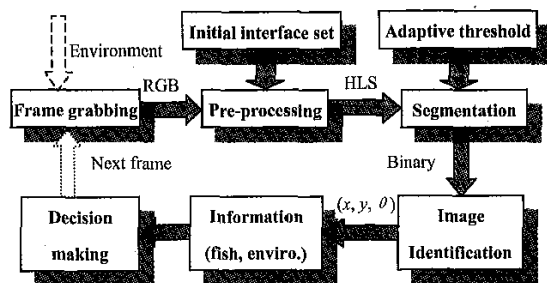 Initial interface set
Adaptive threshold
Environment
RGB
HLS
Frame grabbing
Pre-processing
Segmentation
Next frame
Binary
(x, y, θ)
Decision
making
Information
(fish, enviro.)
Image
Identification